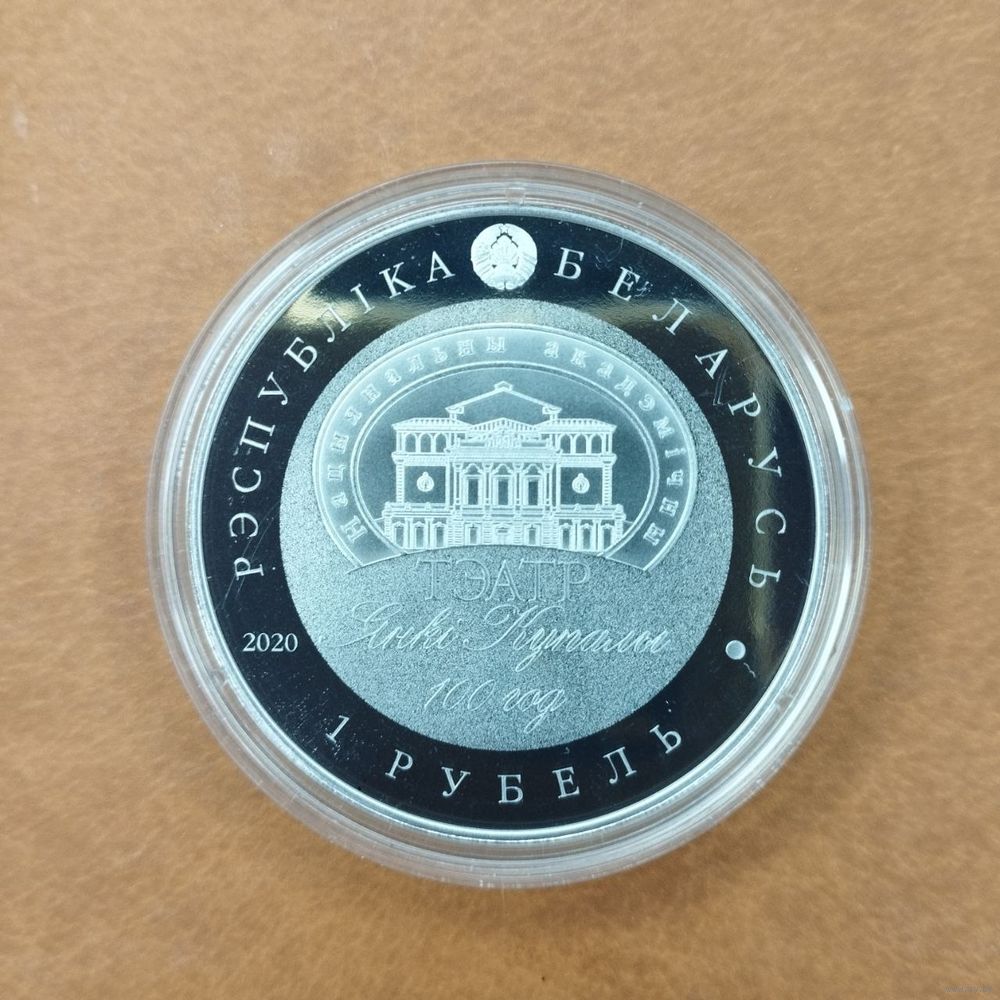 РЭСПУБЛІКА БЕЛАРУСЬ
НАЦЫЯНАЛЬНЫ АКАДЭМІЧНЫ
ТЭАТР
Янкі Купалы
100 год
2020
1 РУБЕЛЬ